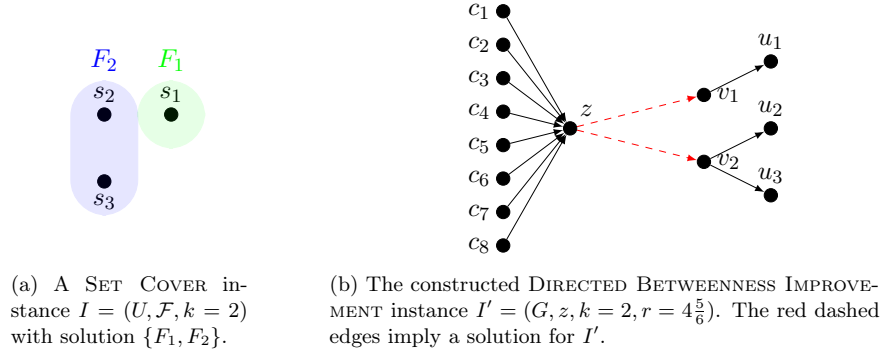 F₂ F₁
s₂ s₁
s₃
c₁
c₂
c₃
c₄
c₅
c₆
c₇
c₈
z
v₁
v₂
u₁
u₂
u₃
(a) A SET COVER in-
stance I = (U, 𝓕, k = 2)
with solution {F₁, F₂}.
(b) The constructed DIRECTED BETWEENNESS IMPROVE-
MENT instance I′ = (G, z, k = 2, r = 4⅚). The red dashed
edges imply a solution for I′.